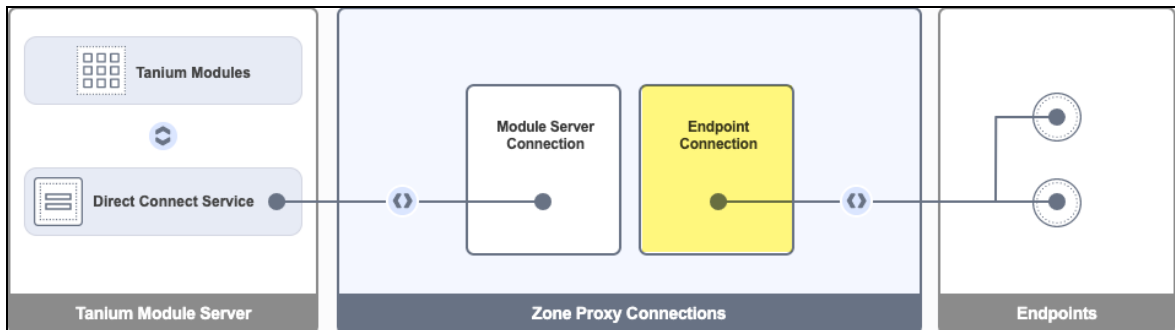 Tanium Modules
Direct Connect Service
Module Server
Connection
Endpoint
Connection
Tanium Module Server
Zone Proxy Connections
Endpoints